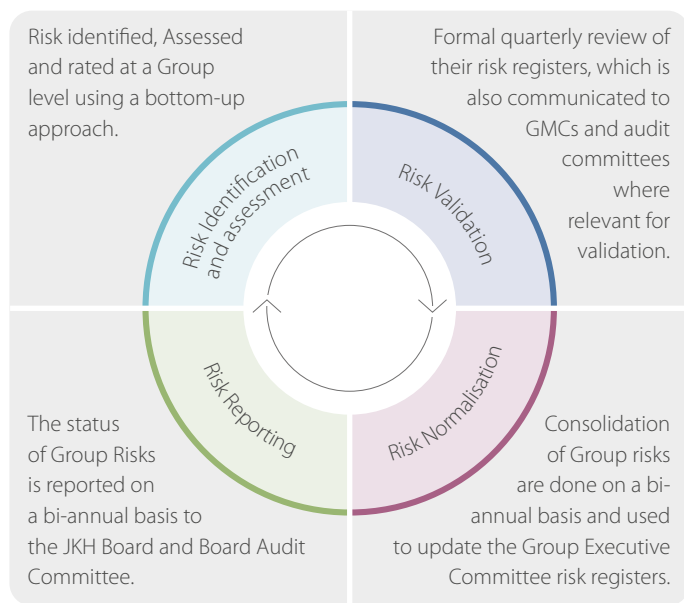 Risk identified, Assessed
and rated at a Group
level using a bottom-up
approach.
Formal quarterly review of
their risk registers, which is
also communicated to
GMCs and audit
committees
where
relevant for
validation.
Risk Identification
and assessment
Risk Validation
Risk Reporting
Risk Normalisation
The status
of Group Risks
is reported on
a bi-annual basis to
the JKH Board and Board Audit
Committee.
Consolidation
of Group risks
are done on a bi-
annual basis and used
to update the Group Executive
Committee risk registers.